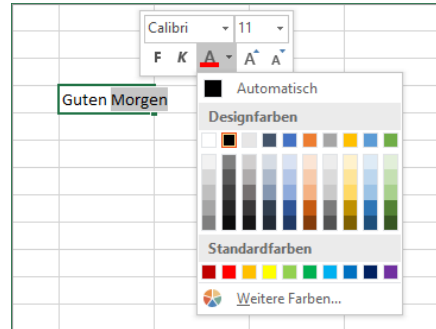 Calibri 11
F K A A A
Automatisch
Guten Morgen
Designfarben
Standardfarben
Weitere Farben...